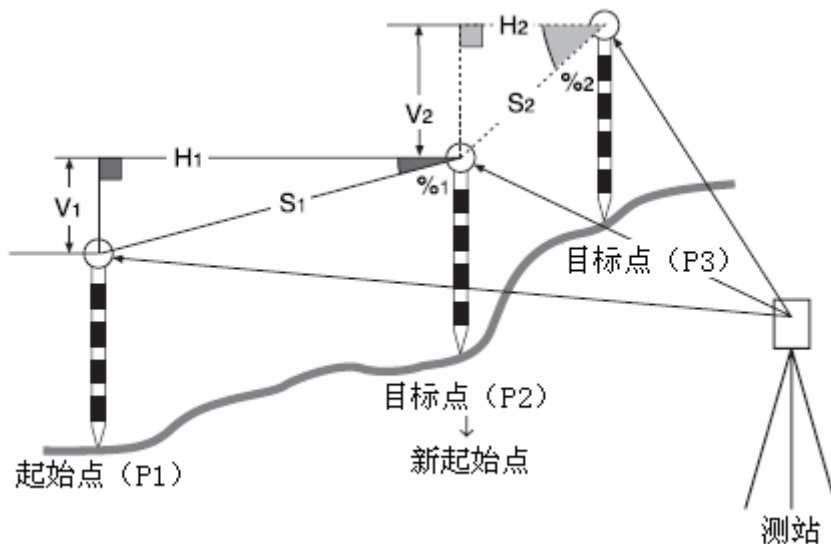 H2
%2
V2
S2
H1
%1
V1
S1
目标点（P3）
目标点（P2）
↓
新起始点
起始点（P1）
测站